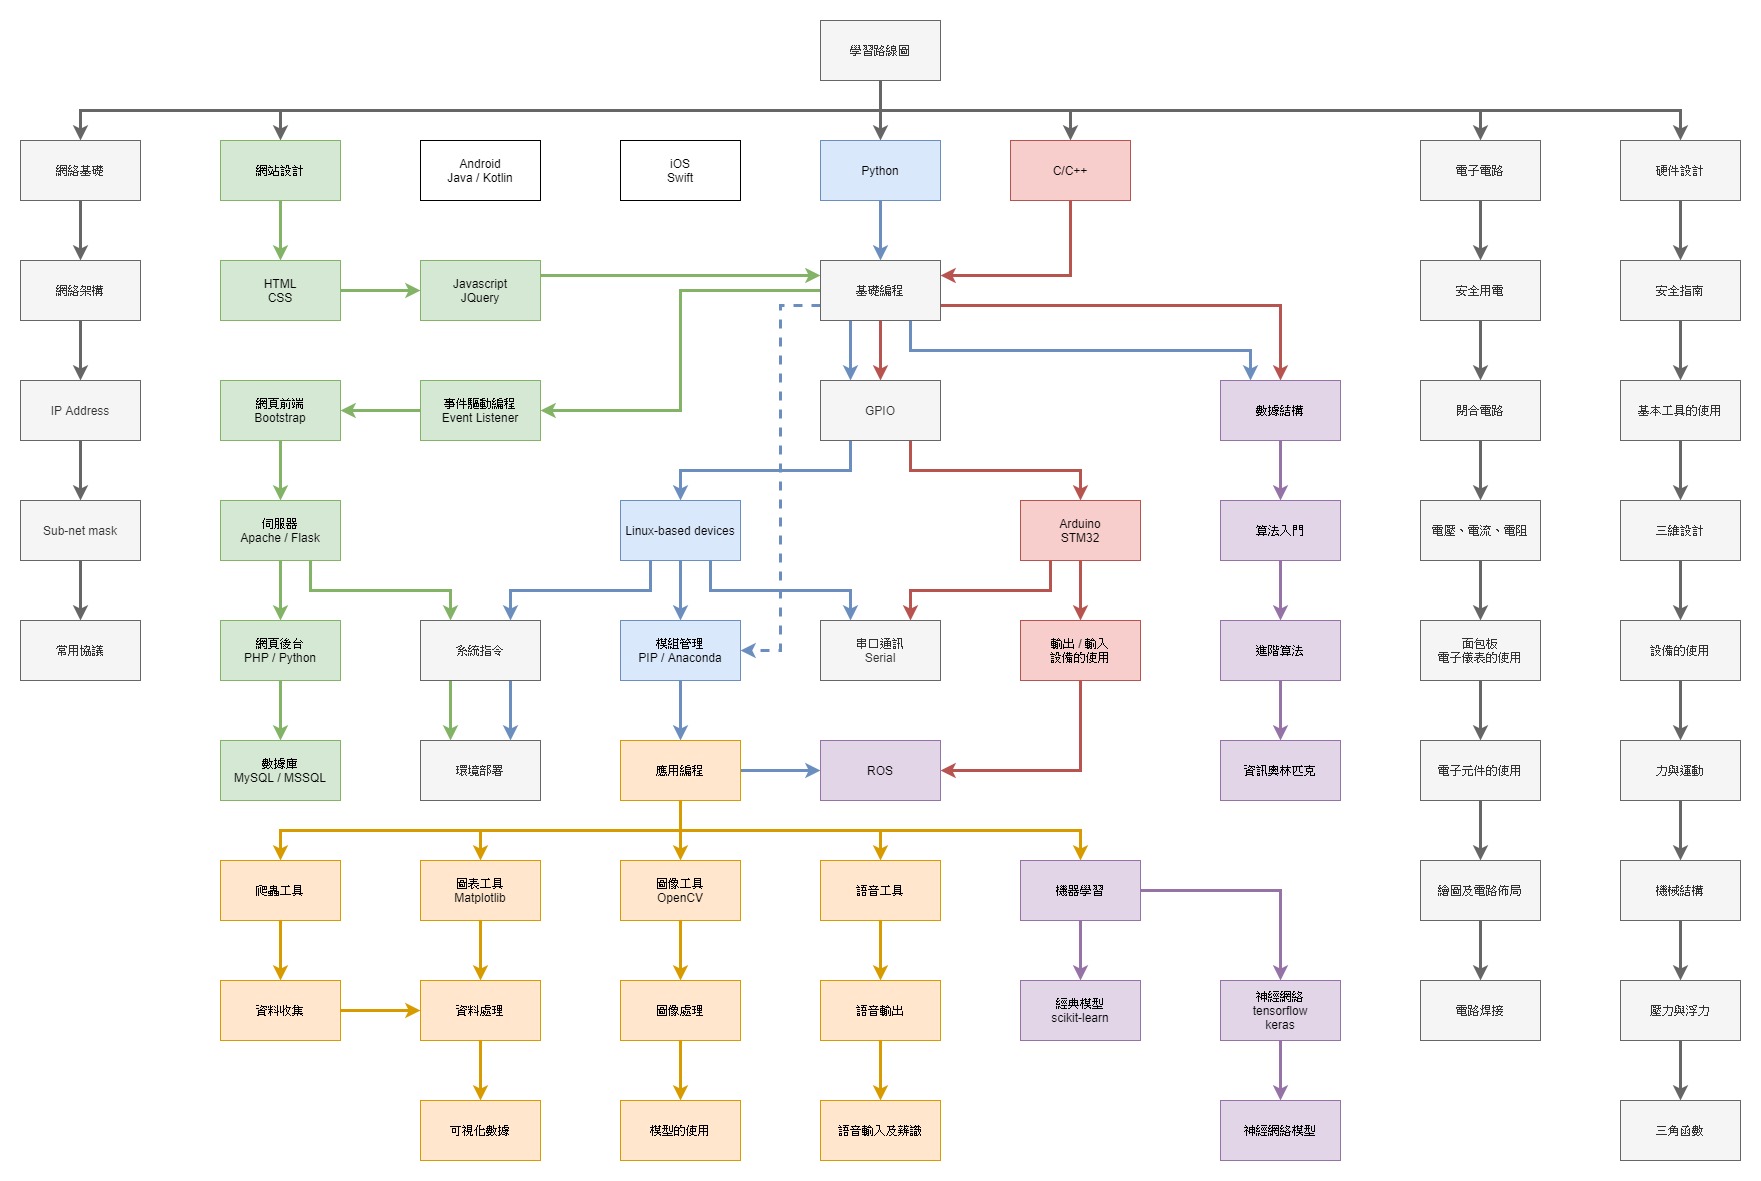 學習路線圖
網絡基礎
網站設計
Android
Java / Kotlin
iOS
Swift
Python
C/C++
電子電路
硬件設計
網絡架構
HTML
CSS
Javascript
JQuery
基礎編程
安全用電
安全指南
IP Address
網頁前端
Bootstrap
事件驅動編程
Event Listener
GPIO
數據結構
閉合電路
基本工具的使用
Sub-net mask
伺服器
Apache / Flask
Linux-based devices
Arduino
STM32
算法入門
電壓、電流、電阻
三維設計
常用協議
網頁後台
PHP / Python
系統指令
模組管理
PIP / Anaconda
串口通訊
Serial
輸出 / 輸入
設備的使用
進階算法
面包板
電子儀表的使用
設備的使用
數據庫
MySQL / MSSQL
環境部署
應用編程
ROS
資訊奧林匹克
電子元件的使用
力與運動
爬蟲工具
圖表工具
Matplotlib
圖像工具
OpenCV
語音工具
機器學習
繪圖及電路佈局
機械結構
資料收集
資料處理
圖像處理
語音輸出
經典模型
scikit-learn
神經網絡
tensorflow
keras
電路焊接
壓力與浮力
可視化數據
模型的使用
語音輸入及辨識
神經網絡模型
三角函數